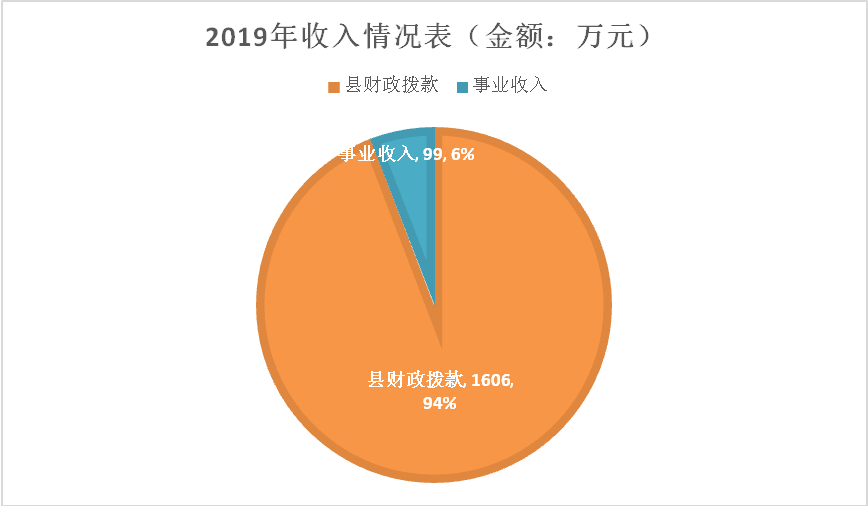 2019年收入情况表（金额：万元）
县财政拨款 事业收入
事业收入, 99, 6%
县财政拨款, 1606,
94%